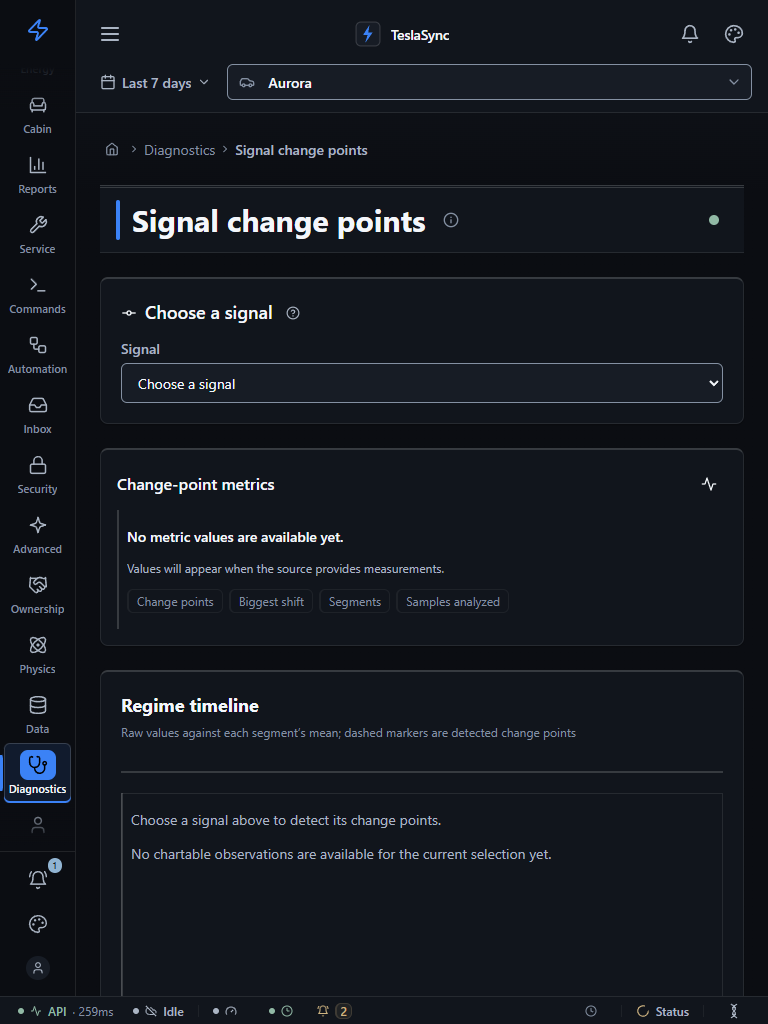 TeslaSync
Last 7 days
Aurora
Energy
Cabin
Reports
Service
Commands
Automation
Inbox
Security
Advanced
Ownership
Physics
Data
Diagnostics
1
Diagnostics
Signal change points
Signal change points
Choose a signal
Signal
Choose a signal
Change-point metrics
No metric values are available yet.
Values will appear when the source provides measurements.
Change points
Biggest shift
Segments
Samples analyzed
Regime timeline
Raw values against each segment's mean; dashed markers are detected change points
Choose a signal above to detect its change points.
No chartable observations are available for the current selection yet.
API · 259ms
Idle
2
Status